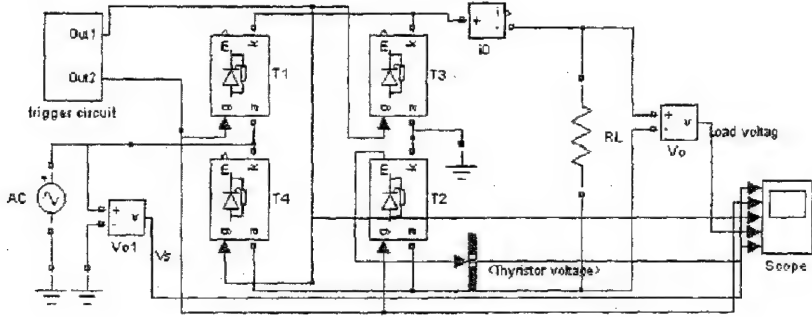 Out1
Out2
trigger circuit
m k
T1
g a
m k
T3
g a
+ - i
i0
AC
+ - v
Vo1
Vs
m k
T4
g a
m k
T2
g a
RL
+ - v
Vo
Load voltag
<Thyristor voltage>
Scope